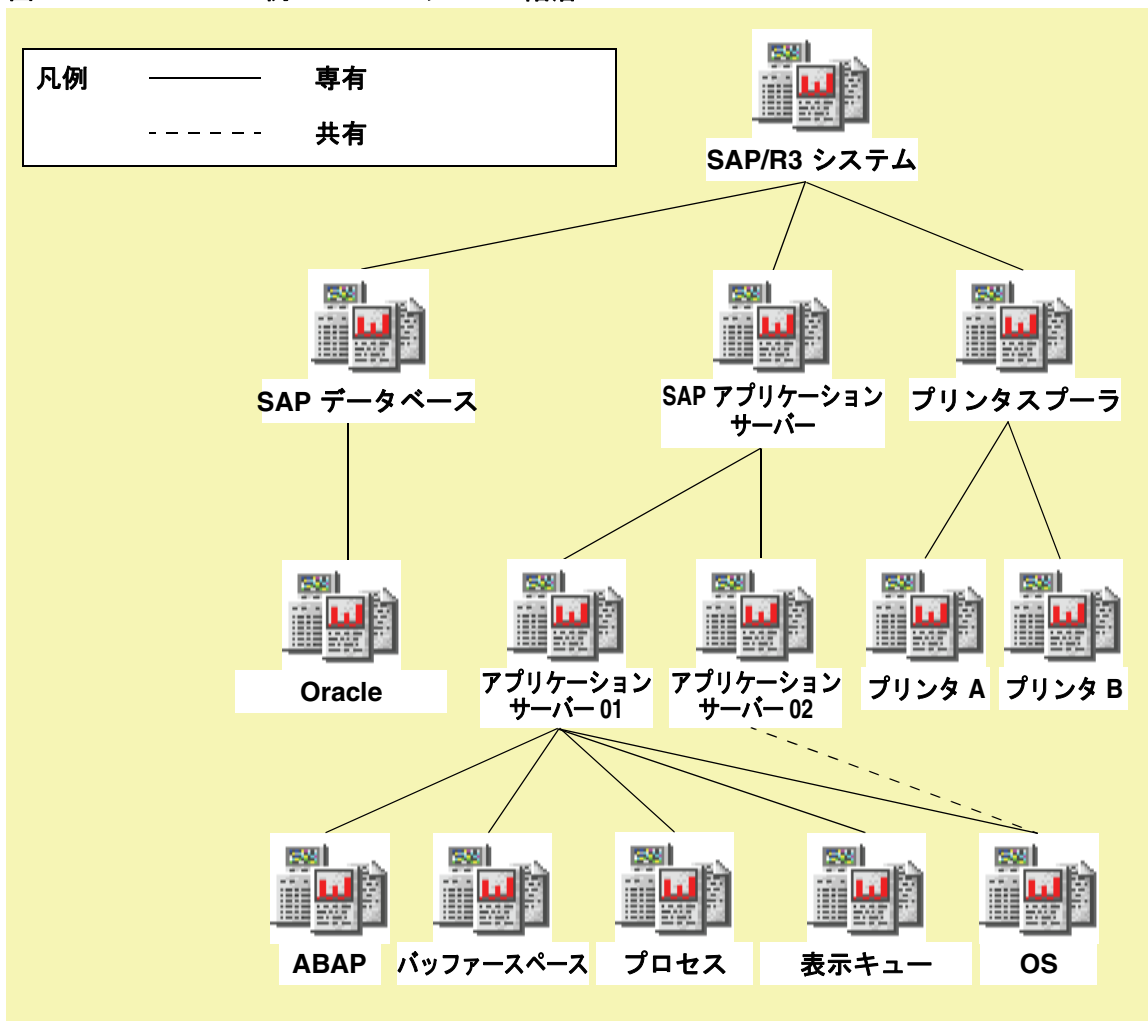 凡例
専有
共有
SAP/R3 システム
SAP データベース
SAP アプリケーション
サーバー
プリンタスプーラ
Oracle
アプリケーション
サーバー 01
アプリケーション
サーバー 02
プリンタ A
プリンタ B
ABAP
バッファースペース
プロセス
表示キュー
OS